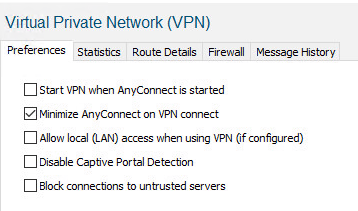 Virtual Private Network (VPN)
Preferences Statistics Route Details Firewall Message History
Start VPN when AnyConnect is started
Minimize AnyConnect on VPN connect
Allow local (LAN) access when using VPN (if configured)
Disable Captive Portal Detection
Block connections to untrusted servers